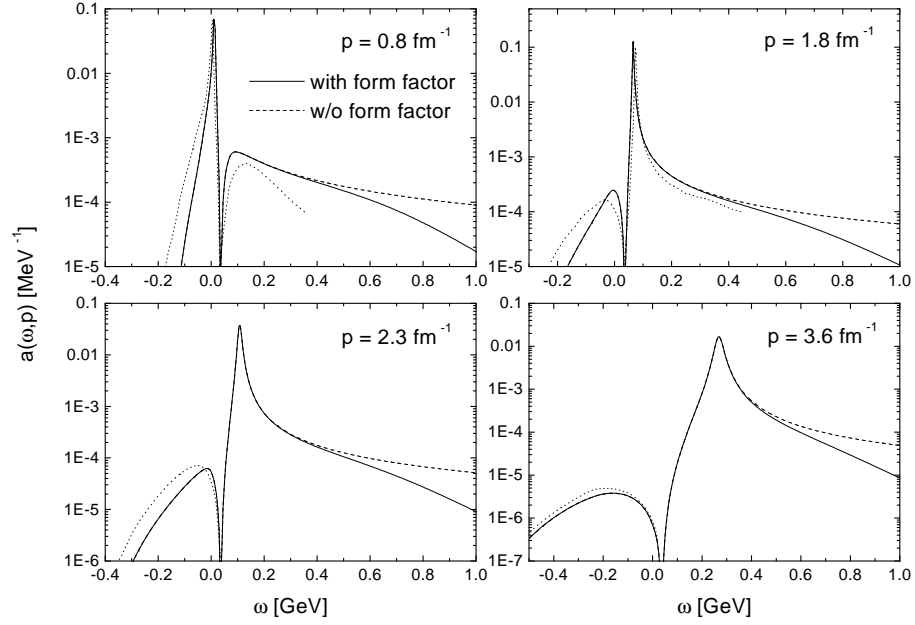 a(ω,p) [MeV⁻¹]
0.1
0.01
1E-3
1E-4
1E-5
p = 0.8 fm⁻¹
with form factor
w/o form factor
-0.4 -0.2 0.0 0.2 0.4 0.6 0.8 1.0
0.1
0.01
1E-3
1E-4
1E-5
p = 1.8 fm⁻¹
-0.2 0.0 0.2 0.4 0.6 0.8 1.0
0.1
0.01
1E-3
1E-4
1E-5
1E-6
p = 2.3 fm⁻¹
-0.4 -0.2 0.0 0.2 0.4 0.6 0.8 1.0
ω [GeV]
0.1
0.01
1E-3
1E-4
1E-5
1E-6
1E-7
p = 3.6 fm⁻¹
-0.4 -0.2 0.0 0.2 0.4 0.6 0.8 1.0
ω [GeV]